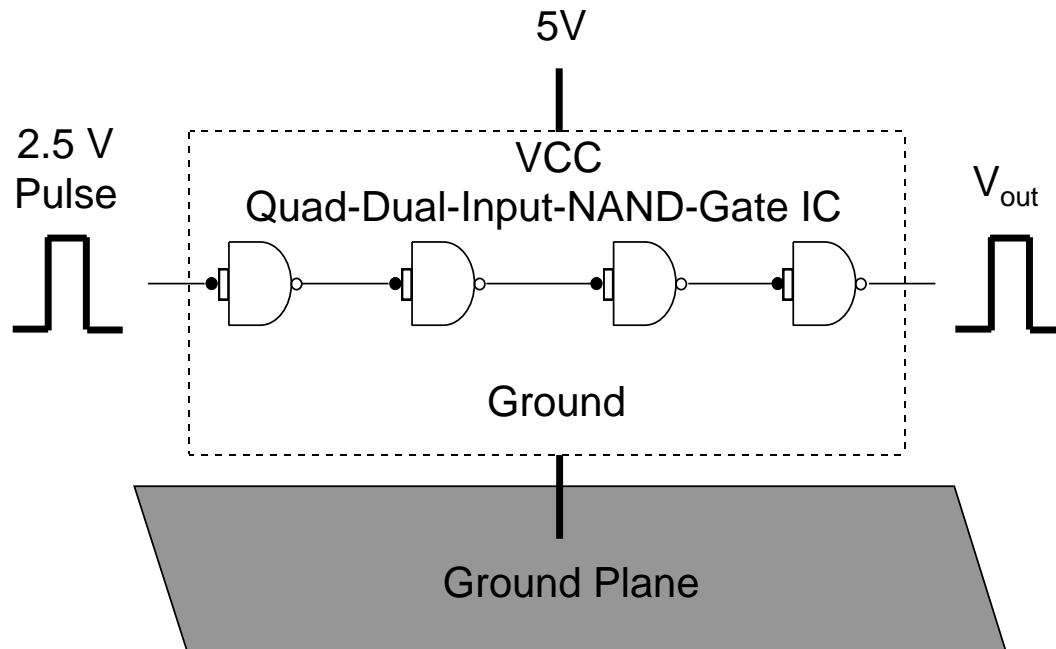 5V
2.5 V
Pulse
VCC
Quad-Dual-Input-NAND-Gate IC
Vout
Ground
Ground Plane